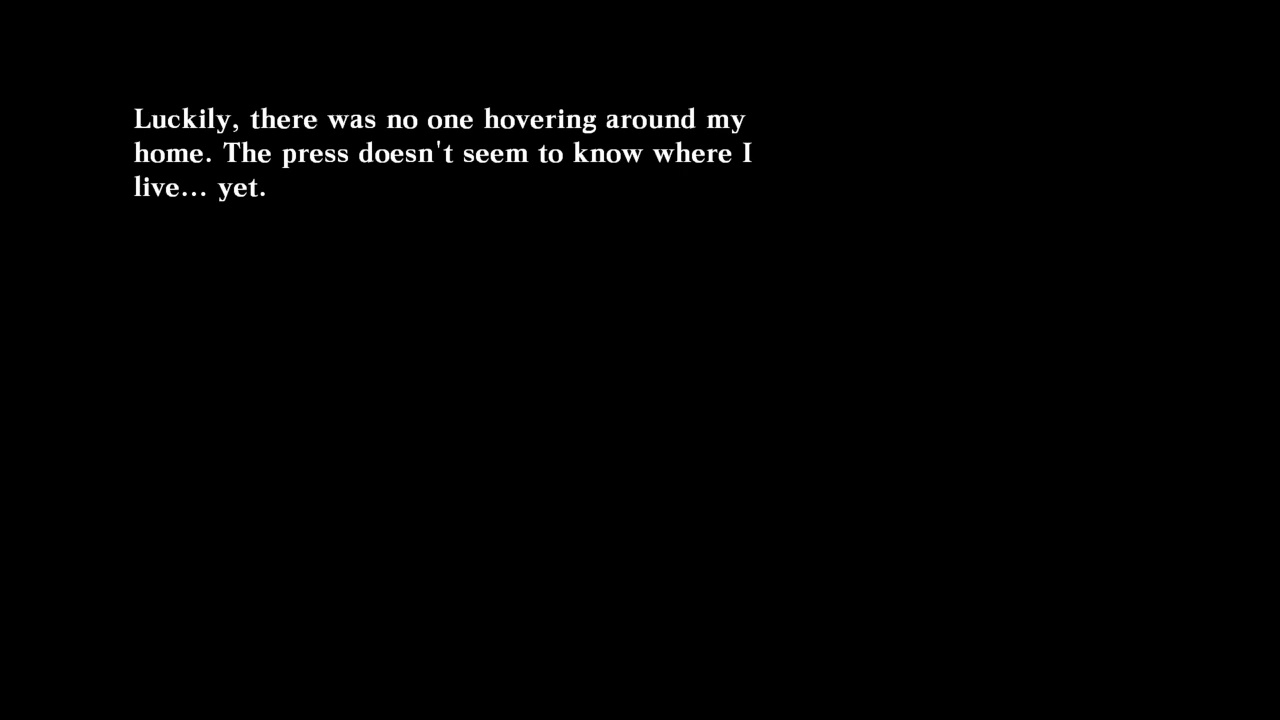 Luckily, there was no one hovering around my
home. The press doesn't seem to know where I
live... yet.